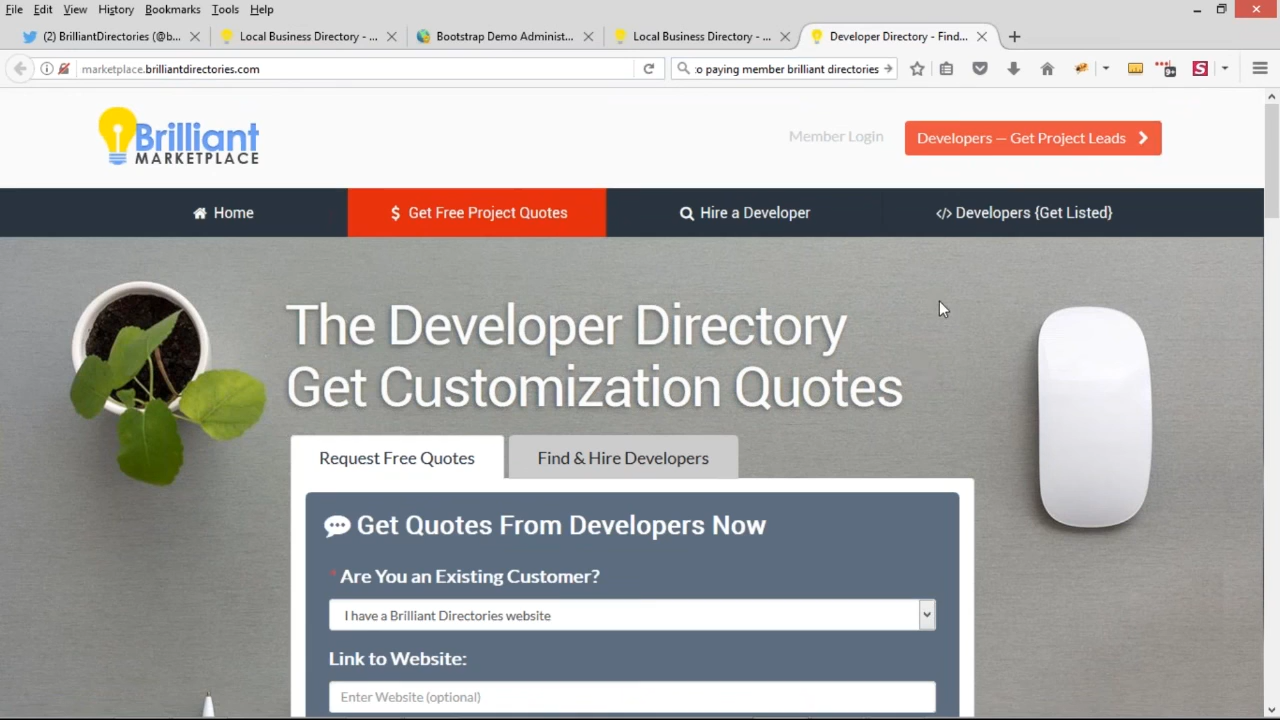 File Edit View History Bookmarks Tools Help
(2) BrilliantDirectories (@b...
Local Business Directory - ...
Bootstrap Demo Administ...
Local Business Directory - ...
Developer Directory - Find...
marketplace.brilliantdirectories.com
:o paying member brilliant directories
9+
S
Brilliant
MARKETPLACE
Member Login
Developers — Get Project Leads
Home
$ Get Free Project Quotes
Hire a Developer
</> Developers {Get Listed}
The Developer Directory
Get Customization Quotes
Request Free Quotes
Find & Hire Developers
Get Quotes From Developers Now
* Are You an Existing Customer?
I have a Brilliant Directories website
Link to Website:
Enter Website (optional)